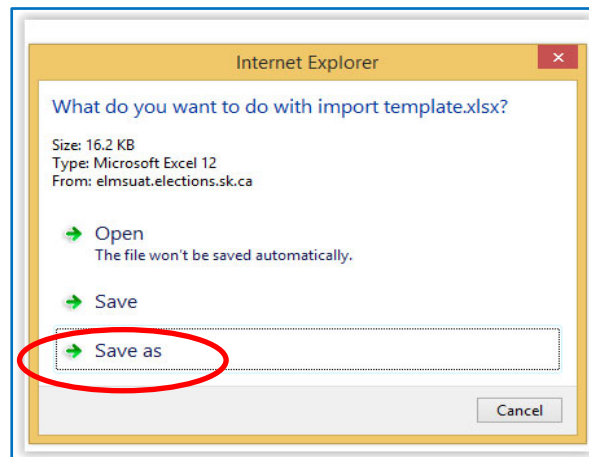 Internet Explorer
What do you want to do with import template.xlsx?
Size: 16.2 KB
Type: Microsoft Excel 12
From: elmsuat.elections.sk.ca
Open
The file won't be saved automatically.
Save
Save as
Cancel